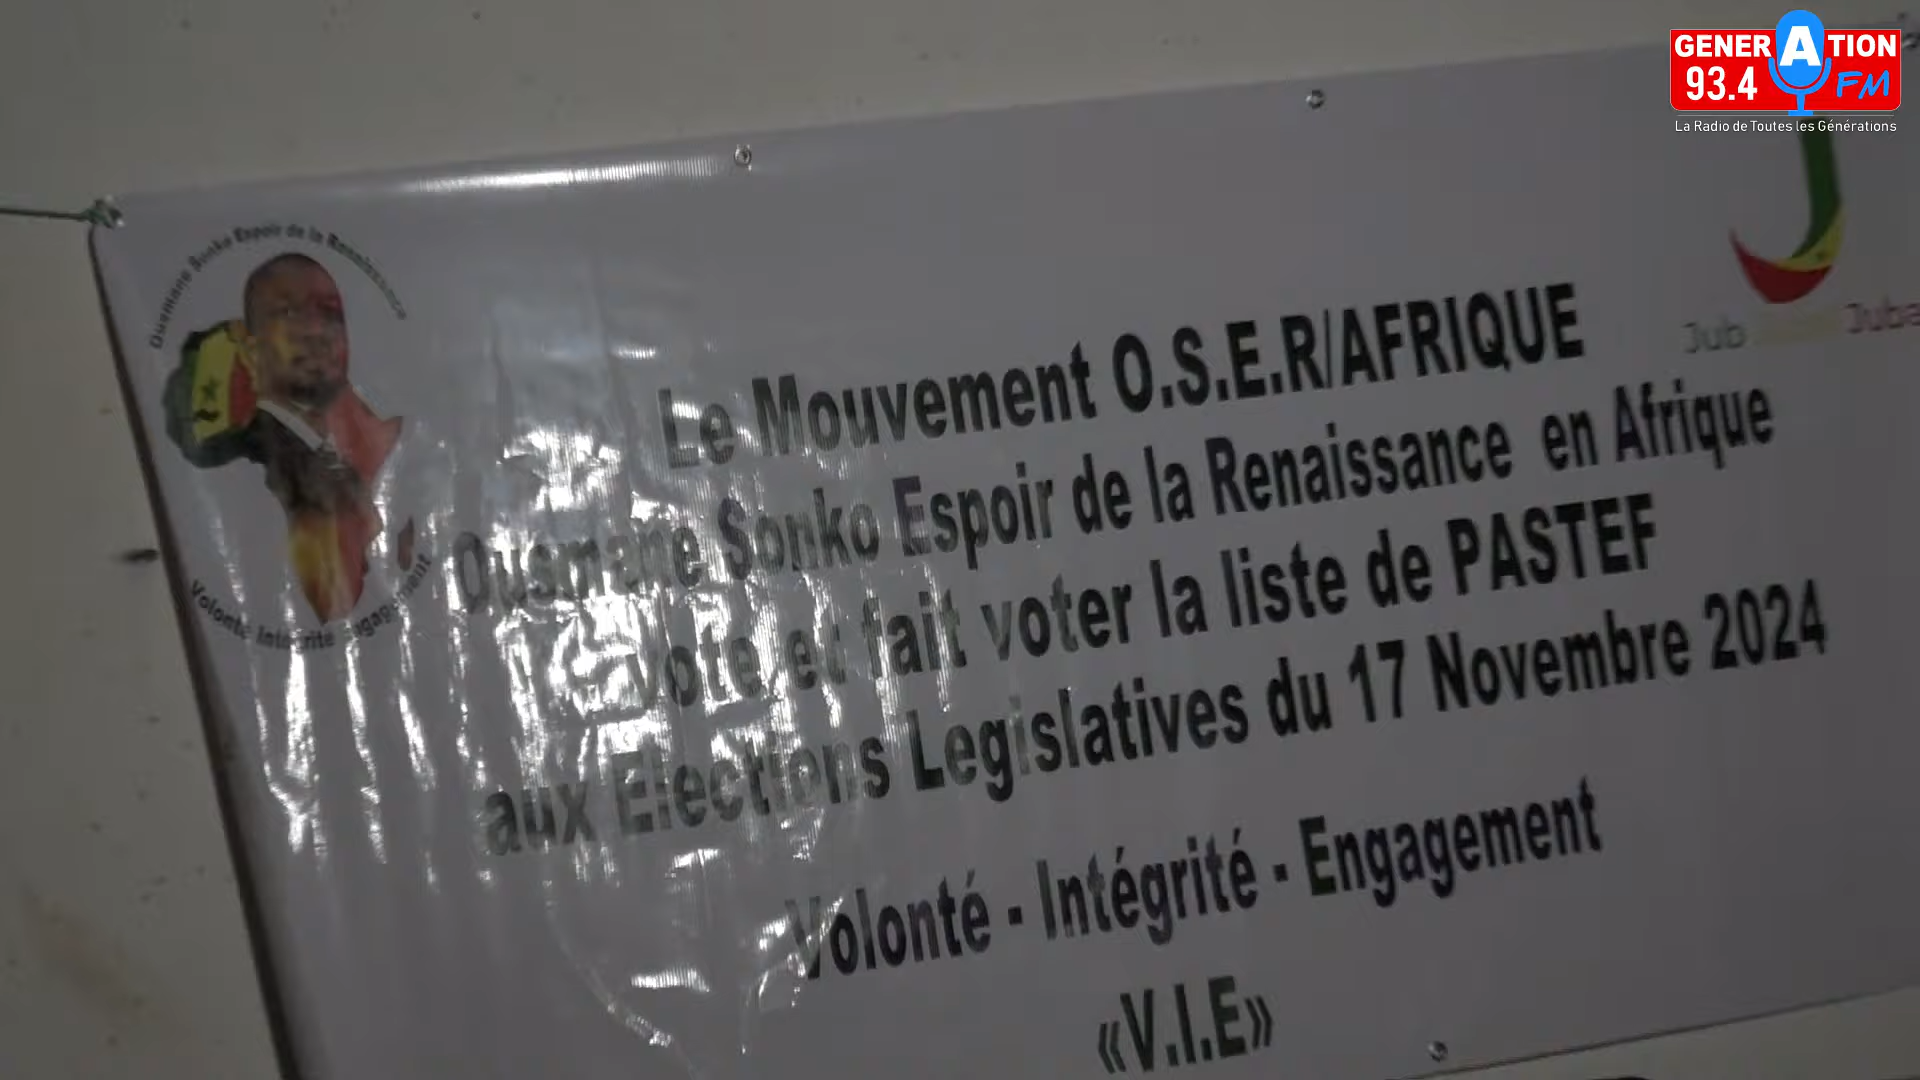 GENERATION
93.4 FM
La Radio de Toutes les Générations
Ousmane Sonko Espoir de la Renaissance
Volonté Intégrité Engagement
Jub Juba
Le Mouvement O.S.E.R/AFRIQUE
Ousmane Sonko Espoir de la Renaissance en Afrique
vote et fait voter la liste de PASTEF
aux Elections Legislatives du 17 Novembre 2024
Volonté - Intégrité - Engagement
«V.I.E»